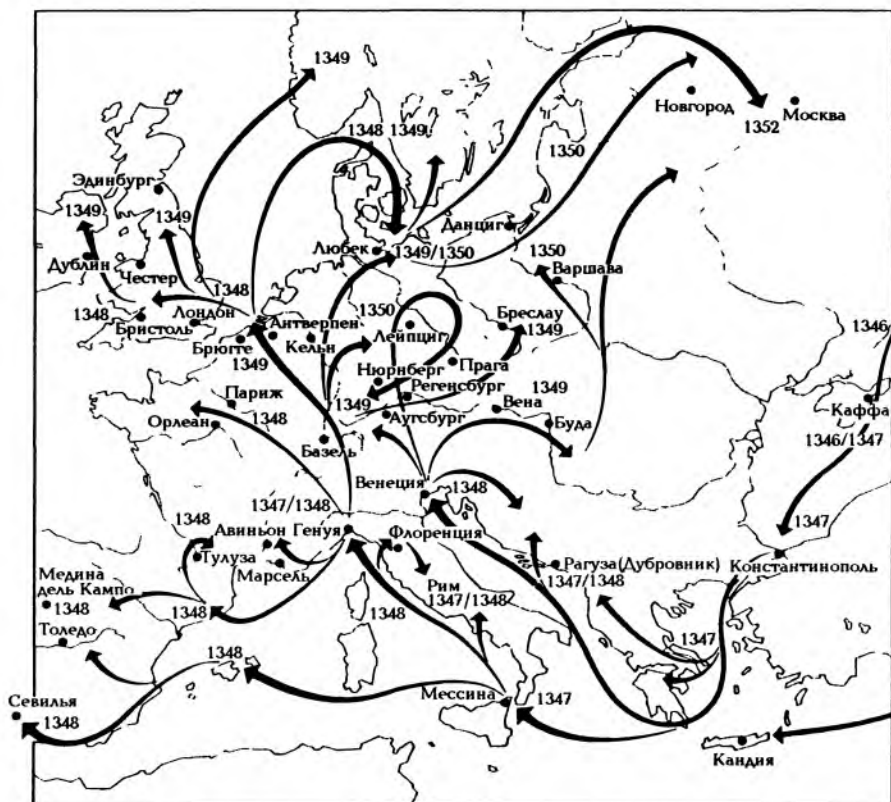 1349
Новгород
Москва
1352
1348
1349
1350
Эдинбург
1349
1349
Данциг
Любек
1349/1350
1350
Варшава
Дублин
Честер
1348
1348
Бристоль
Лондон
Антверпен
1350
Бреслау
1349
Брюгге
Кельн
Лейпциг
1349
Прага
Нюрнберг
Регенсбург
1346
Париж
1348
1349
1349
Вена
Каффа
Орлеан
Аугсбург
Буда
1346/1347
Базель
Венеция
1348
1347/1348
1348
Авиньон
Генуя
Флоренция
1347
Тулуза
Марсель
Рагуза(Дубровник)
Константинополь
Медина
дель Кампо
1348
1348
Рим
1347/1348
1347/1348
1348
Толедо
1347
1348
Мессина
1347
Севилья
1348
Кандия